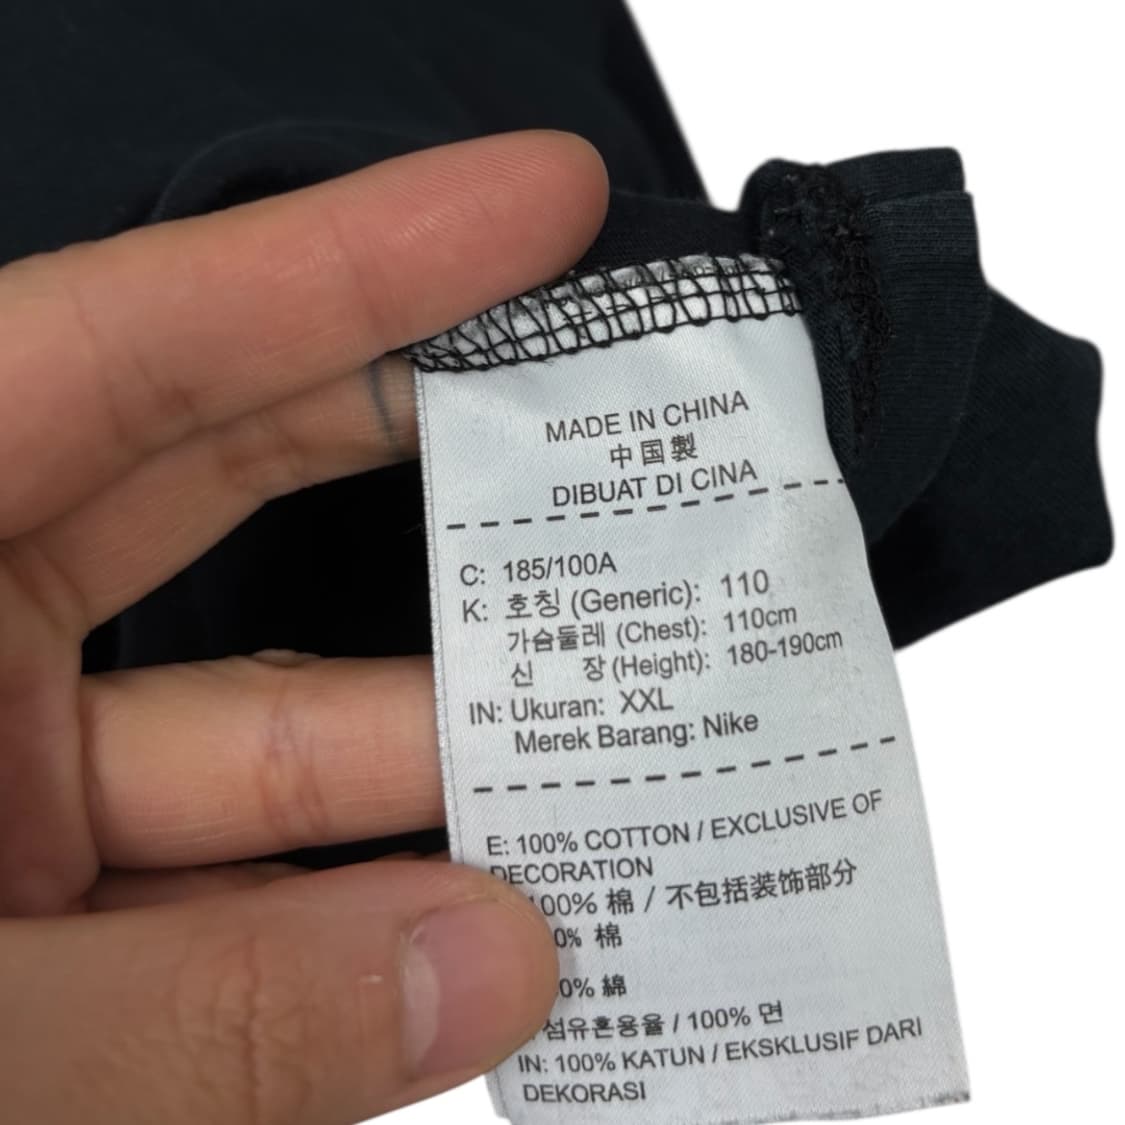 MADE IN CHINA
中国製
DIBUAT DI CINA
C: 185/100A
K: 호칭 (Generic): 110
가슴둘레 (Chest): 110cm
신 장 (Height): 180-190cm
IN: Ukuran: XXL
Merek Barang: Nike
E: 100% COTTON / EXCLUSIVE OF
DECORATION
100% 棉 / 不包括装饰部分
0% 棉
0% 綿
섬유혼용율 / 100% 면
IN: 100% KATUN / EKSKLUSIF DARI
DEKORASI